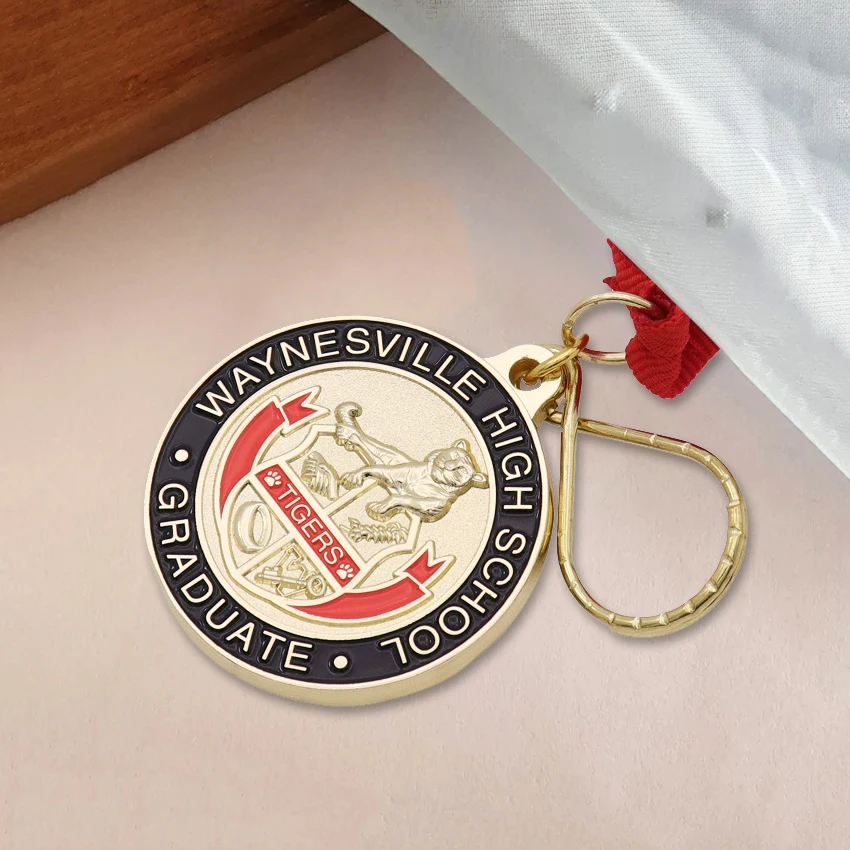 WAYNESVILLE HIGH SCHOOL
• GRADUATE •
TIGERS